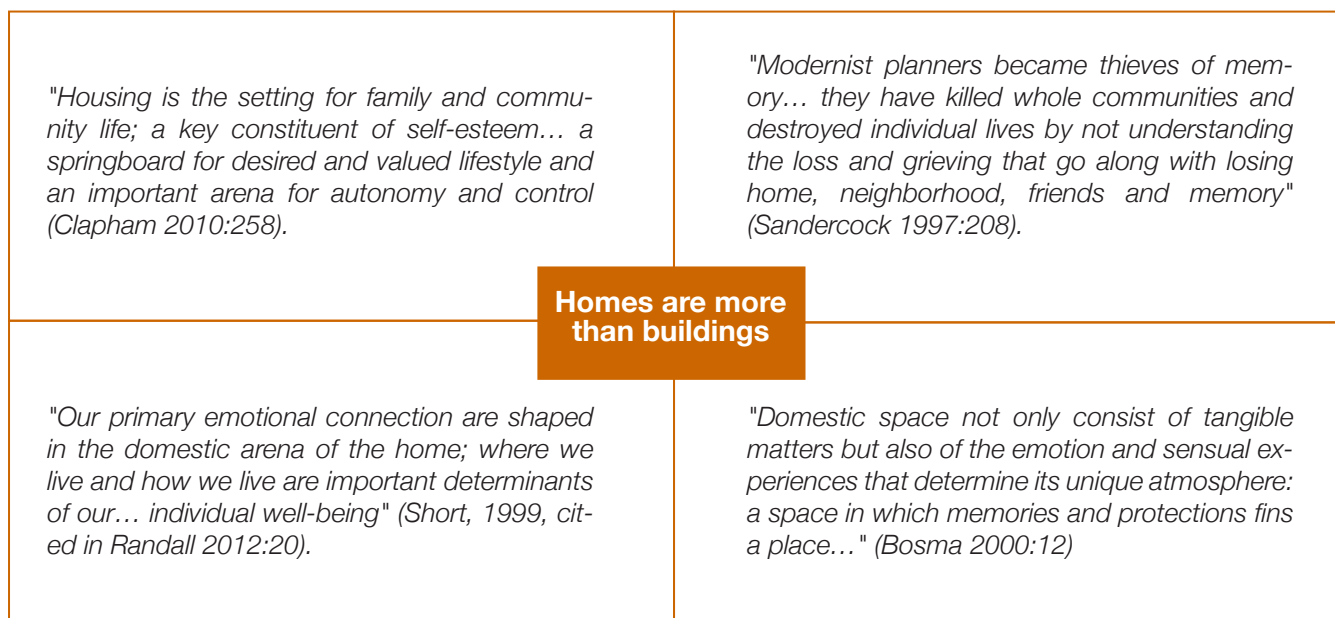 "Housing is the setting for family and commu-
nity life; a key constituent of self-esteem… a
springboard for desired and valued lifestyle and
an important arena for autonomy and control
(Clapham 2010:258).
"Modernist planners became thieves of mem-
ory… they have killed whole communities and
destroyed individual lives by not understanding
the loss and grieving that go along with losing
home, neighborhood, friends and memory"
(Sandercock 1997:208).
Homes are more
than buildings
"Our primary emotional connection are shaped
in the domestic arena of the home; where we
live and how we live are important determinants
of our… individual well-being" (Short, 1999, cit-
ed in Randall 2012:20).
"Domestic space not only consist of tangible
matters but also of the emotion and sensual ex-
periences that determine its unique atmosphere:
a space in which memories and protections fins
a place…" (Bosma 2000:12)